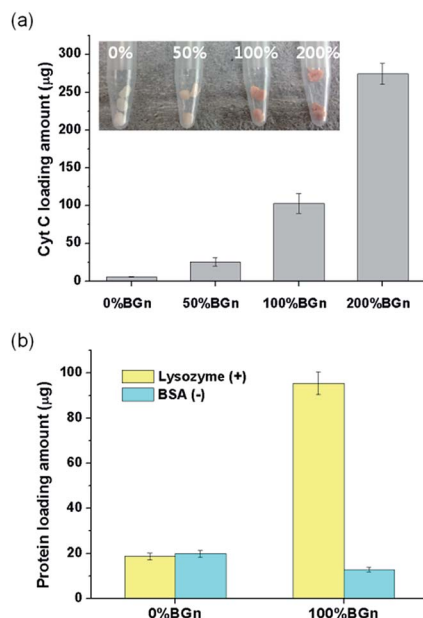 (a)
300
250
200
150
100
50
0
Cyt C loading amount (μg)
0% 50% 100% 200%
0%BGn 50%BGn 100%BGn 200%BGn
(b)
100
80
60
40
20
0
Protein loading amount (μg)
Lysozyme (+)
BSA (-)
0%BGn 100%BGn